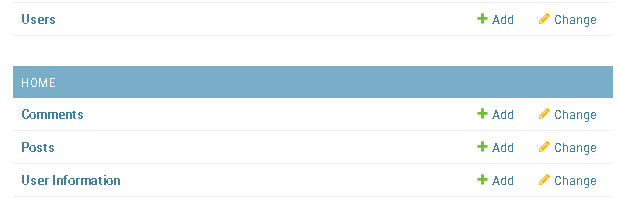 Users Add Change
HOME
Comments Add Change
Posts Add Change
User Information Add Change